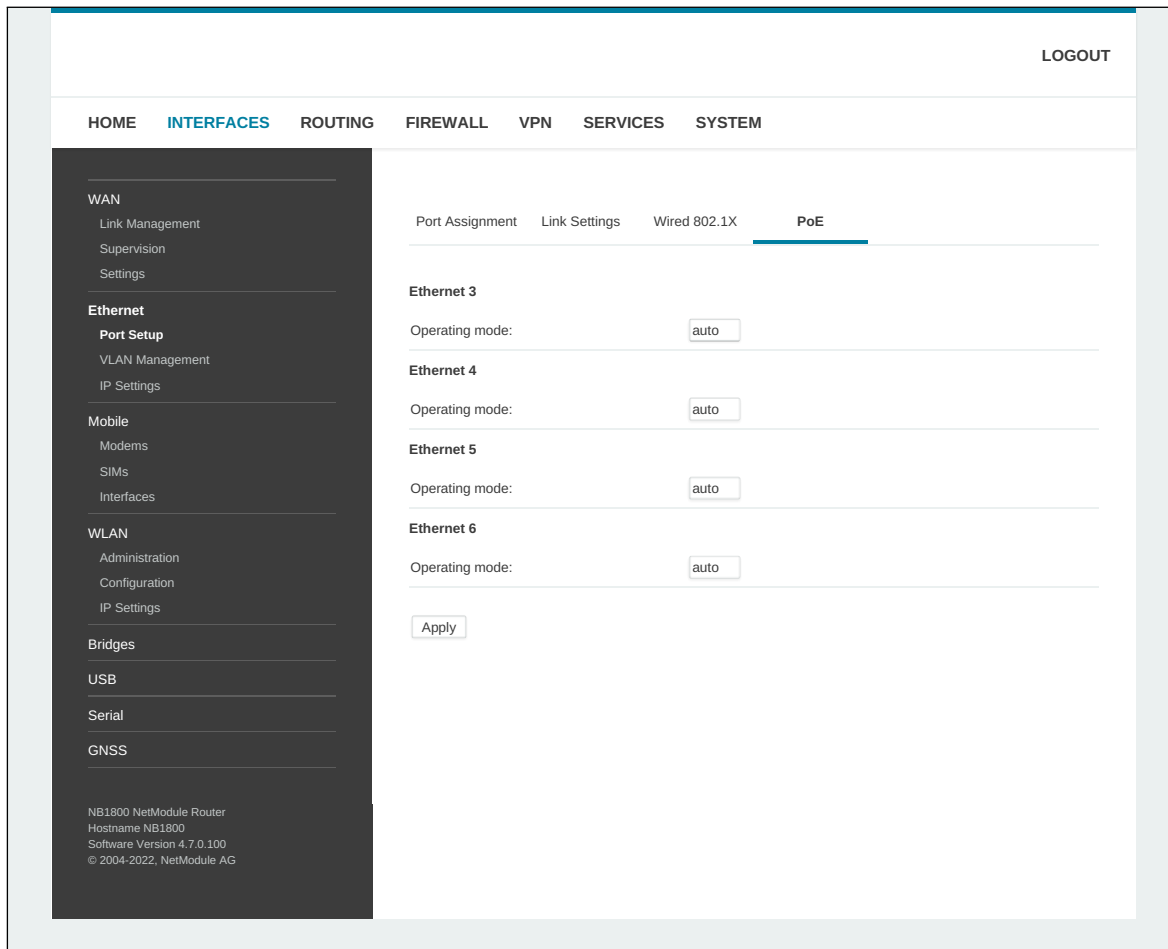 LOGOUT
HOME INTERFACES ROUTING FIREWALL VPN SERVICES SYSTEM
WAN
Link Management
Supervision
Settings
Ethernet
Port Setup
VLAN Management
IP Settings
Mobile
Modems
SIMs
Interfaces
WLAN
Administration
Configuration
IP Settings
Bridges
USB
Serial
GNSS
NB1800 NetModule Router
Hostname NB1800
Software Version 4.7.0.100
© 2004-2022, NetModule AG
Port Assignment Link Settings Wired 802.1X PoE
Ethernet 3
Operating mode: auto
Ethernet 4
Operating mode: auto
Ethernet 5
Operating mode: auto
Ethernet 6
Operating mode: auto
Apply